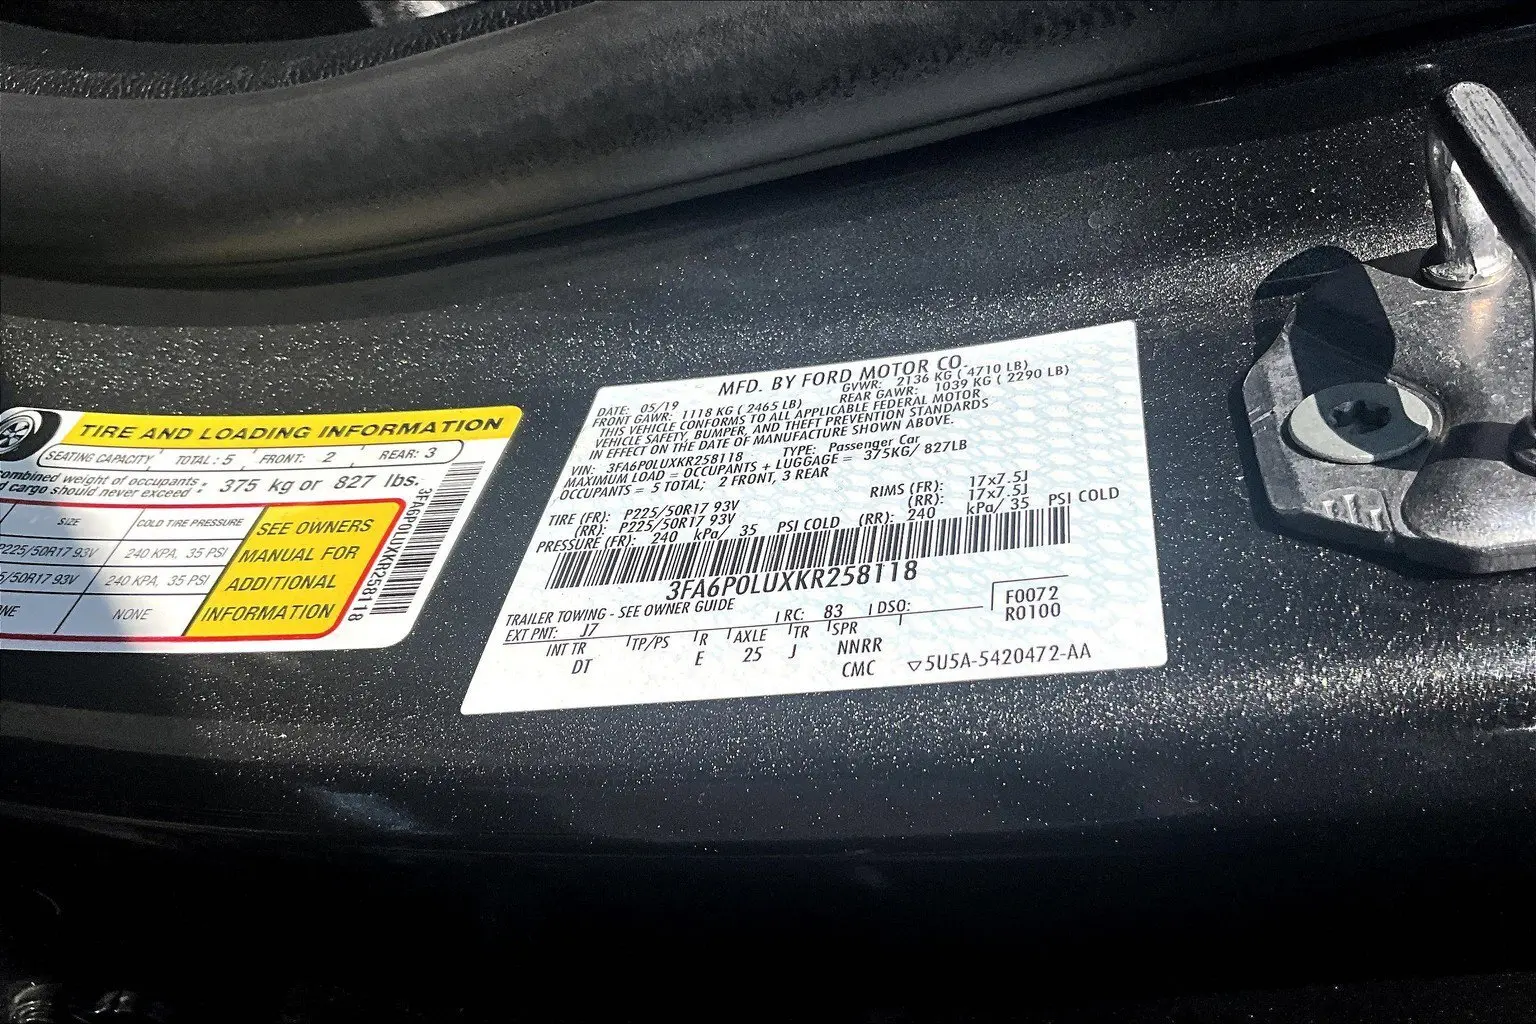 TIRE AND LOADING INFORMATION
SEATING CAPACITY TOTAL : 5 FRONT: 2 REAR: 3
combined weight of occupants
d cargo should never exceed : 375 kg or 827 lbs.
SIZE COLD TIRE PRESSURE
P225/50R17 93V 240 KPA, 35 PSI
5/50R17 93V 240 KPA, 35 PSI
NE NONE
SEE OWNERS
MANUAL FOR
ADDITIONAL
INFORMATION
3FA6P0LUXKR258118
MFD. BY FORD MOTOR CO.
DATE: 05/19 GVWR: 2136 KG ( 4710 LB)
FRONT GAWR: 1118 KG ( 2465 LB) REAR GAWR: 1039 KG ( 2290 LB)
THIS VEHICLE CONFORMS TO ALL APPLICABLE FEDERAL MOTOR
VEHICLE SAFETY, BUMPER, AND THEFT PREVENTION STANDARDS
IN EFFECT ON THE DATE OF MANUFACTURE SHOWN ABOVE.
VIN: 3FA6P0LUXKR258118 TYPE: Passenger Car
MAXIMUM LOAD = OCCUPANTS + LUGGAGE = 375KG/ 827LB
OCCUPANTS = 5 TOTAL; 2 FRONT, 3 REAR
TIRE (FR): P225/50R17 93V RIMS (FR): 17x7.5J
(RR): P225/50R17 93V (RR): 17x7.5J
PRESSURE (FR): 240 kPa/ 35 PSI COLD (RR): 240 kPa/ 35 PSI COLD
3FA6P0LUXKR258118
TRAILER TOWING - SEE OWNER GUIDE
EXT PNT: J7 RC: 83 DSO: F0072
R0100
INT TR TP/PS R AXLE TR SPR
DT E 25 J NNRR
CMC ▽5U5A-5420472-AA
PIL